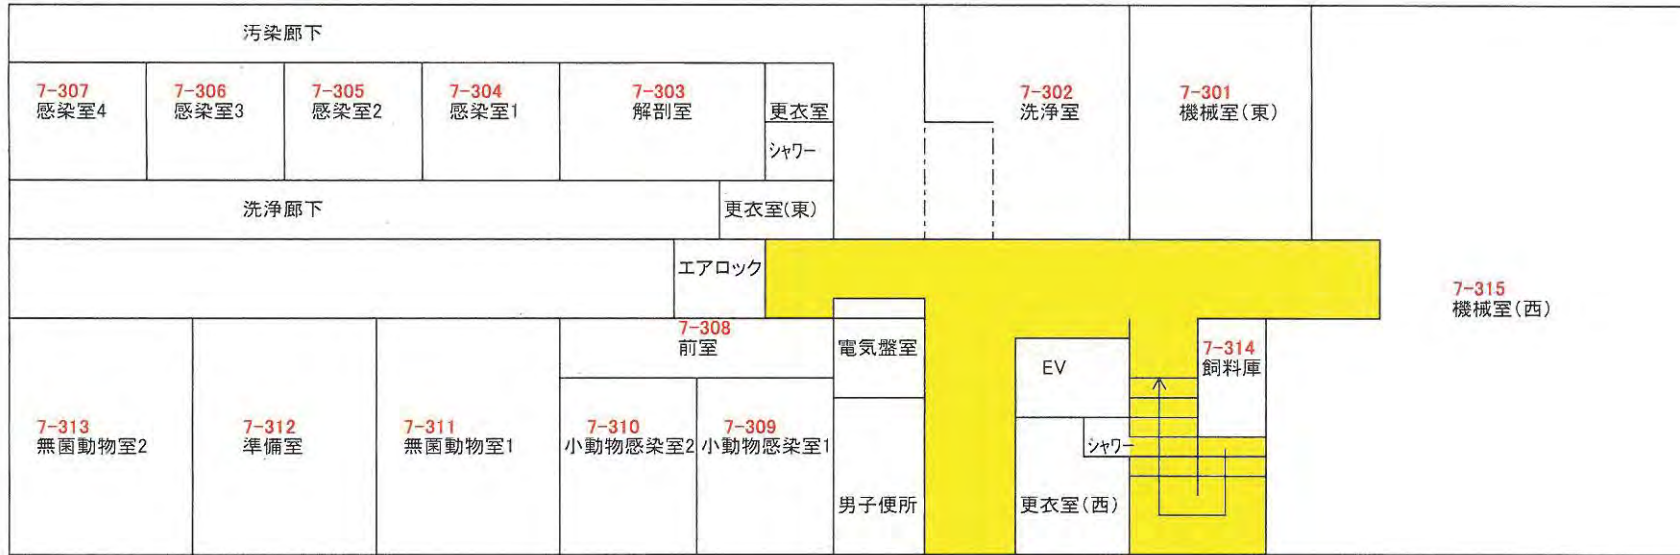 汚染廊下
7-307
感染室4
7-306
感染室3
7-305
感染室2
7-304
感染室1
7-303
解剖室
更衣室
シャワー
7-302
洗浄室
7-301
機械室(東)
洗浄廊下
更衣室(東)
エアロック
7-315
機械室(西)
7-308
前室
電気盤室
EV
7-314
飼料庫
7-313
無菌動物室2
7-312
準備室
7-311
無菌動物室1
7-310
小動物感染室2
7-309
小動物感染室1
シャワー
男子便所
更衣室(西)